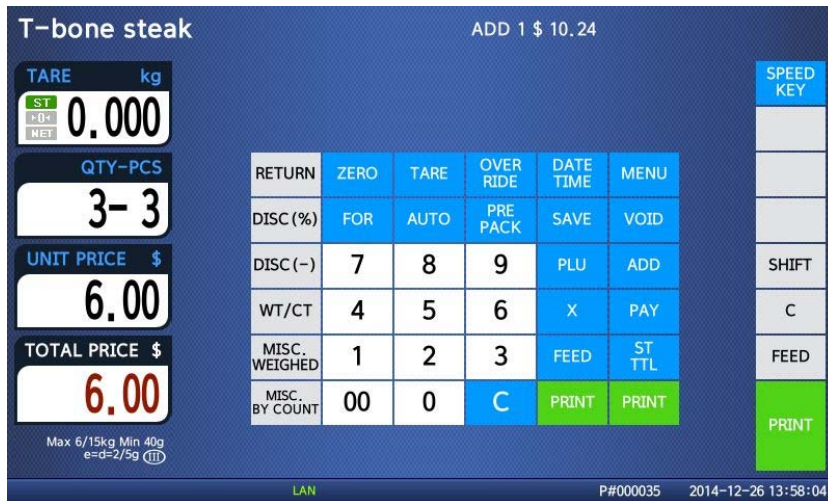 T-bone steak
ADD 1 $ 10.24
TARE kg
ST
►0◄
NET
0.000
QTY-PCS
3- 3
UNIT PRICE $
6.00
TOTAL PRICE $
6.00
Max 6/15kg Min 40g
e=d=2/5g III
RETURN ZERO TARE OVER RIDE DATE TIME MENU
DISC(%) FOR AUTO PRE PACK SAVE VOID
DISC(-) 7 8 9 PLU ADD
WT/CT 4 5 6 X PAY
MISC. WEIGHED 1 2 3 FEED ST TTL
MISC. BY COUNT 00 0 C PRINT PRINT
SPEED KEY
SHIFT
C
FEED
PRINT
LAN P#000035 2014-12-26 13:58:04